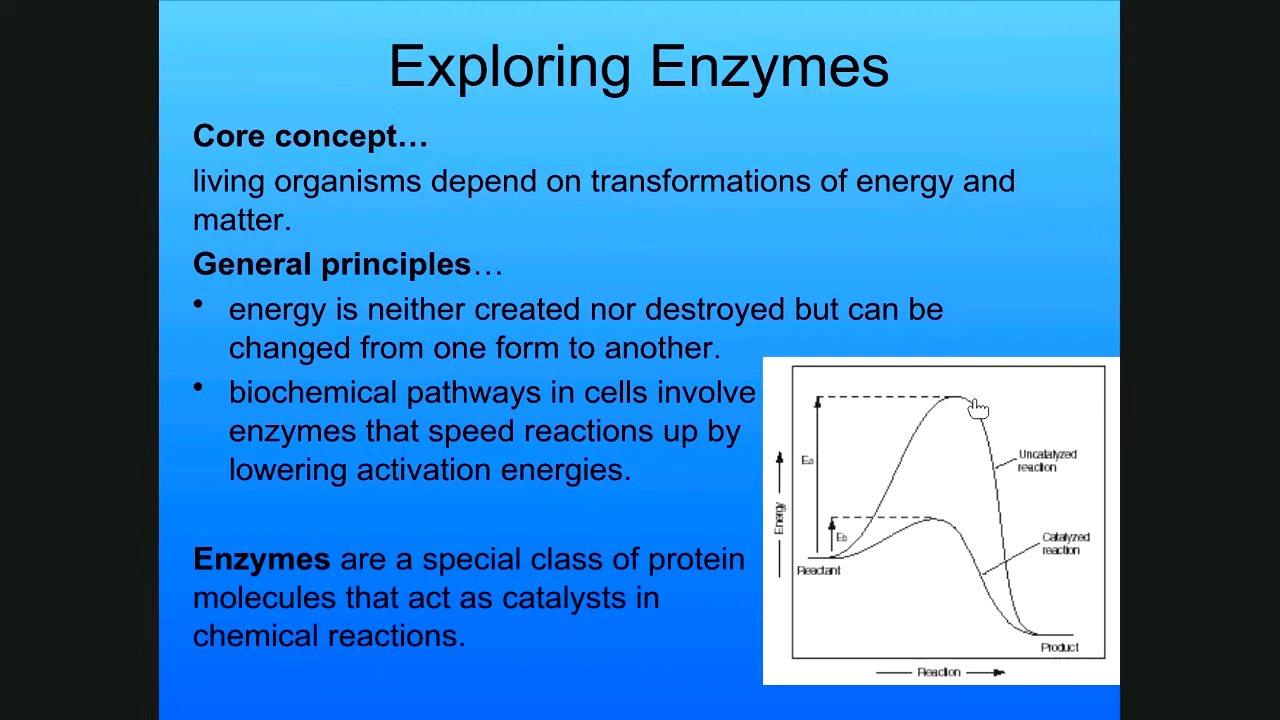 Exploring Enzymes
Core concept…
living organisms depend on transformations of energy and
matter.
General principles…
• energy is neither created nor destroyed but can be
changed from one form to another.
• biochemical pathways in cells involve
enzymes that speed reactions up by
lowering activation energies.
Enzymes are a special class of protein
molecules that act as catalysts in
chemical reactions.
Uncatalyzed
reaction
Energy
Catalyzed
reaction
Reactant
Product
Reaction